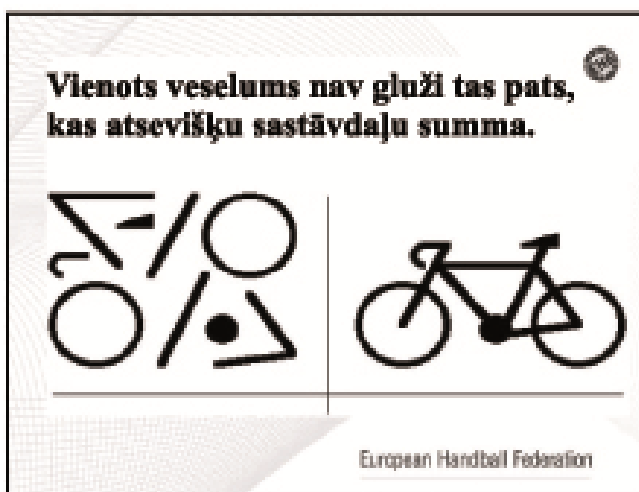 Vienots veselums nav gluži tas pats,
kas atsevišķu sastāvdaļu summa.
European Handball Federation